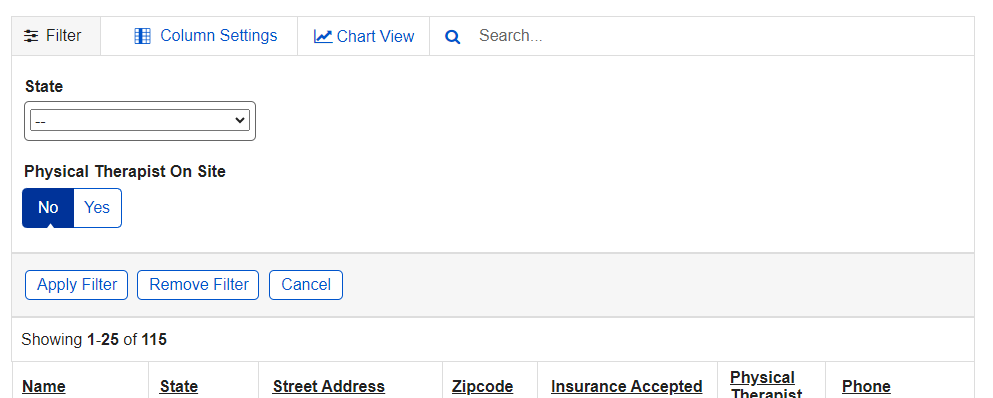 Filter Column Settings Chart View Search...
State
--
Physical Therapist On Site
No Yes
Apply Filter Remove Filter Cancel
Showing 1-25 of 115
Name State Street Address Zipcode Insurance Accepted Physical Therapist Phone